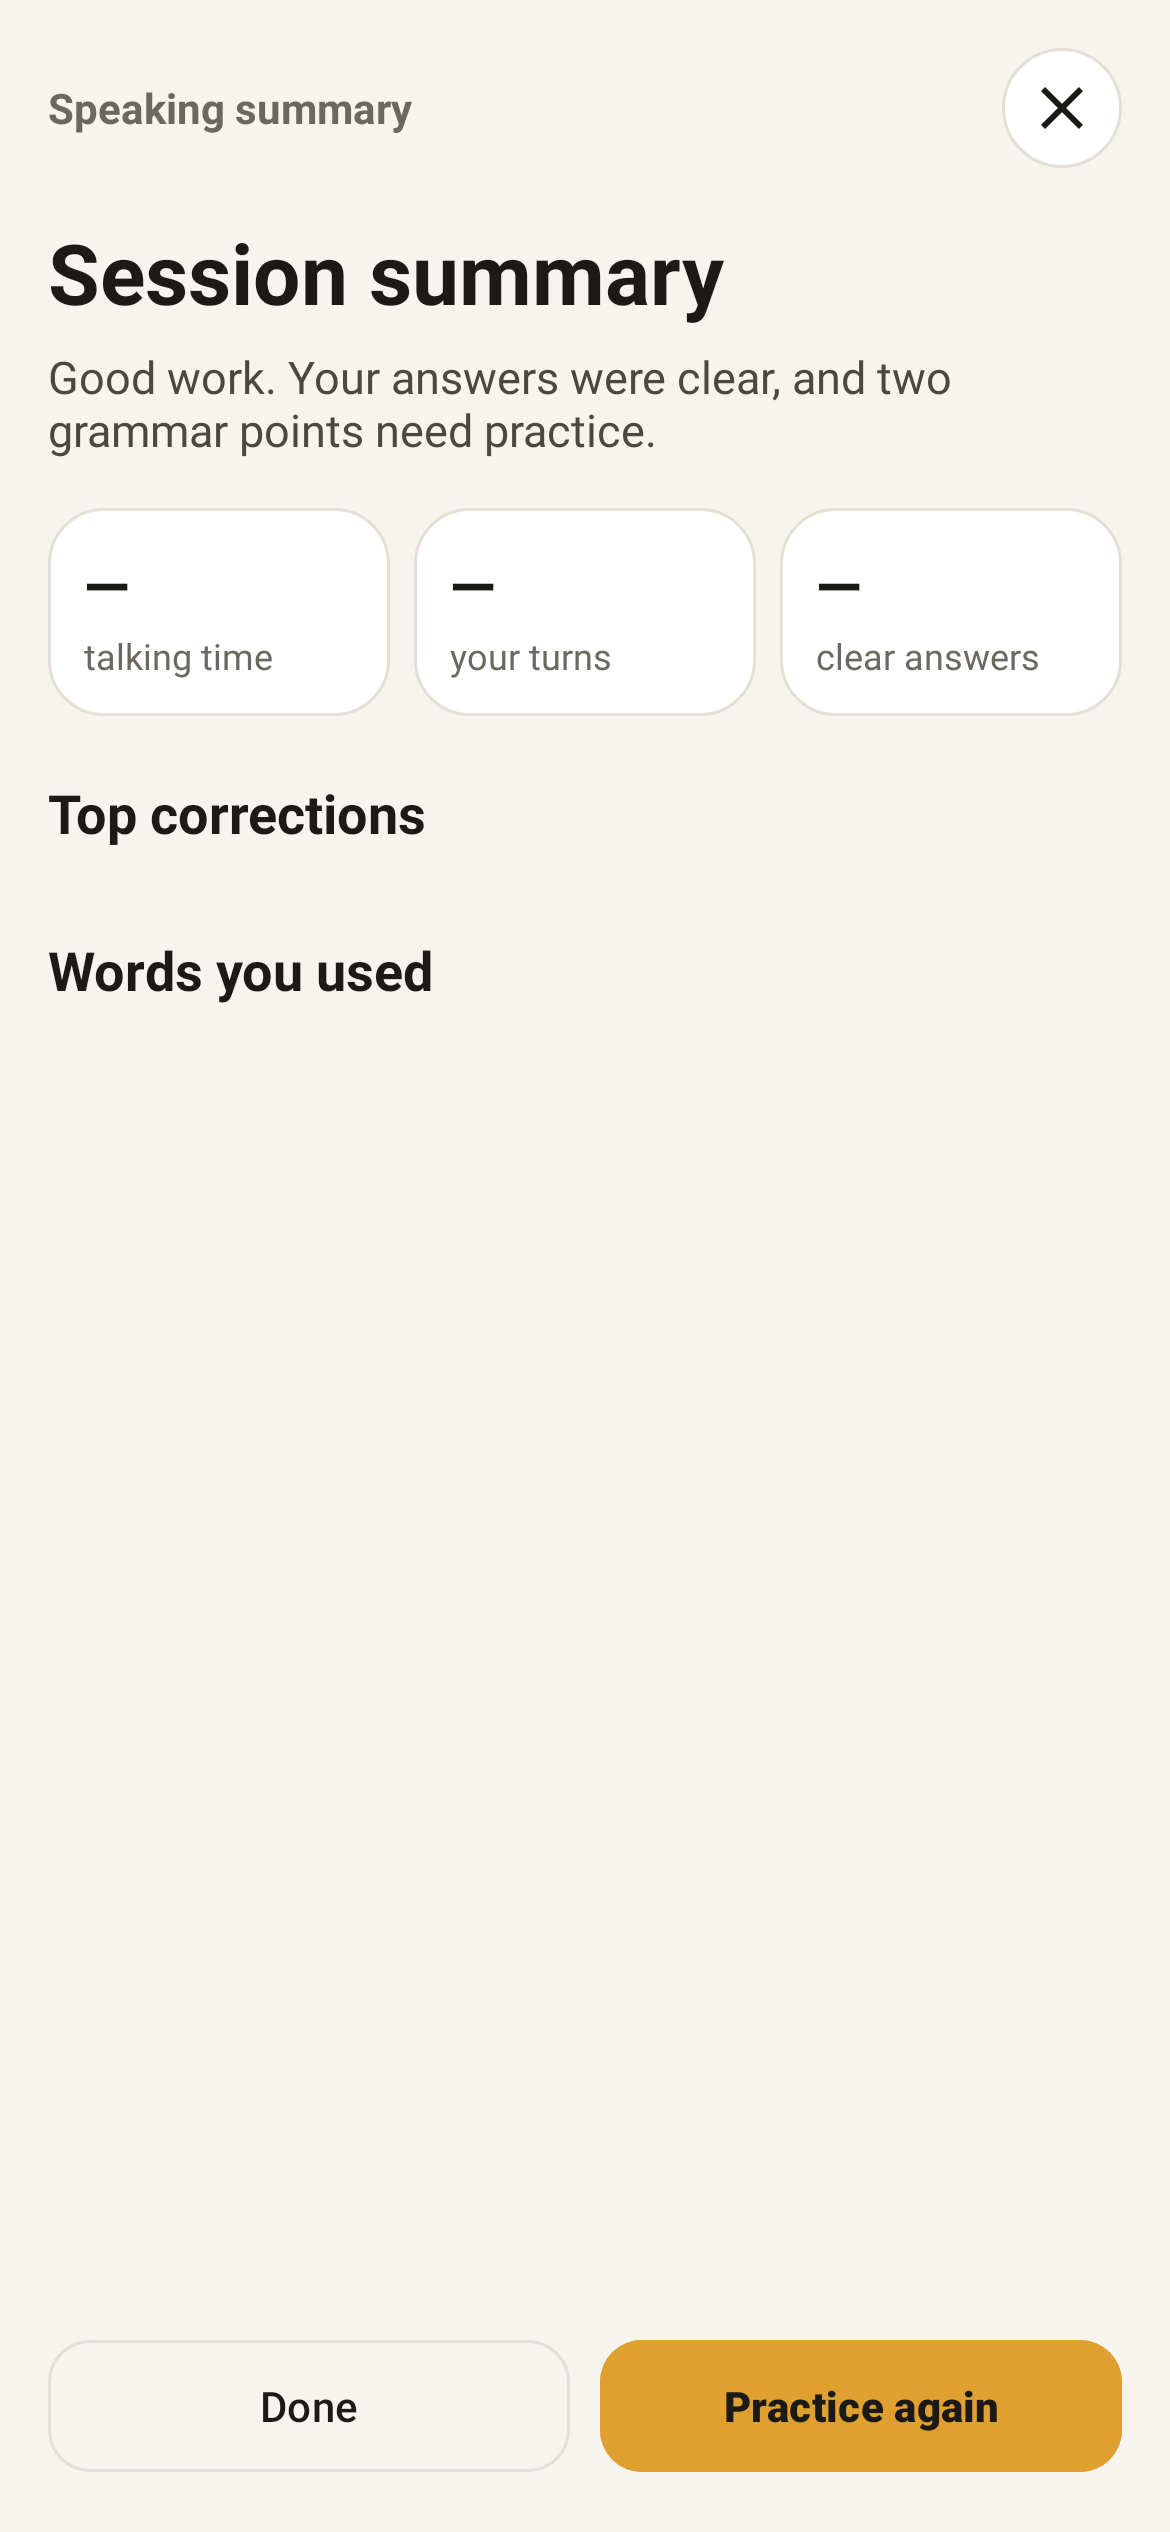 Speaking summary
Session summary
Good work. Your answers were clear, and two
grammar points need practice.
– – –
talking time your turns clear answers
Top corrections
Words you used
Done Practice again